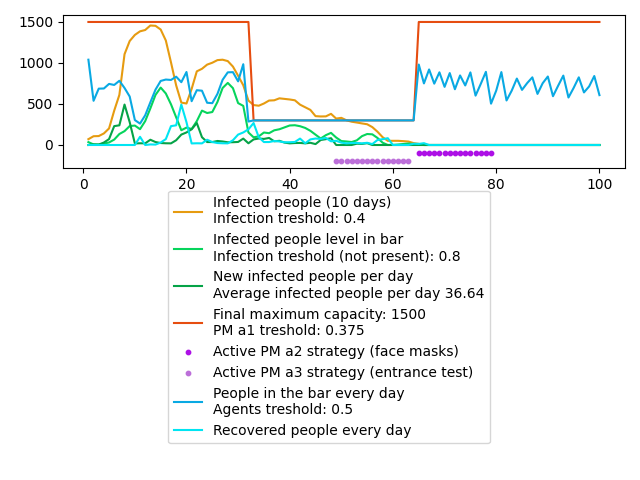 1500
1000
500
0
0
20
40
60
80
100
Infected people (10 days)
Infection treshold: 0.4
Infected people level in bar
Infection treshold (not present): 0.8
New infected people per day
Average infected people per day 36.64
Final maximum capacity: 1500
PM a1 treshold: 0.375
Active PM a2 strategy (face masks)
Active PM a3 strategy (entrance test)
People in the bar every day
Agents treshold: 0.5
Recovered people every day